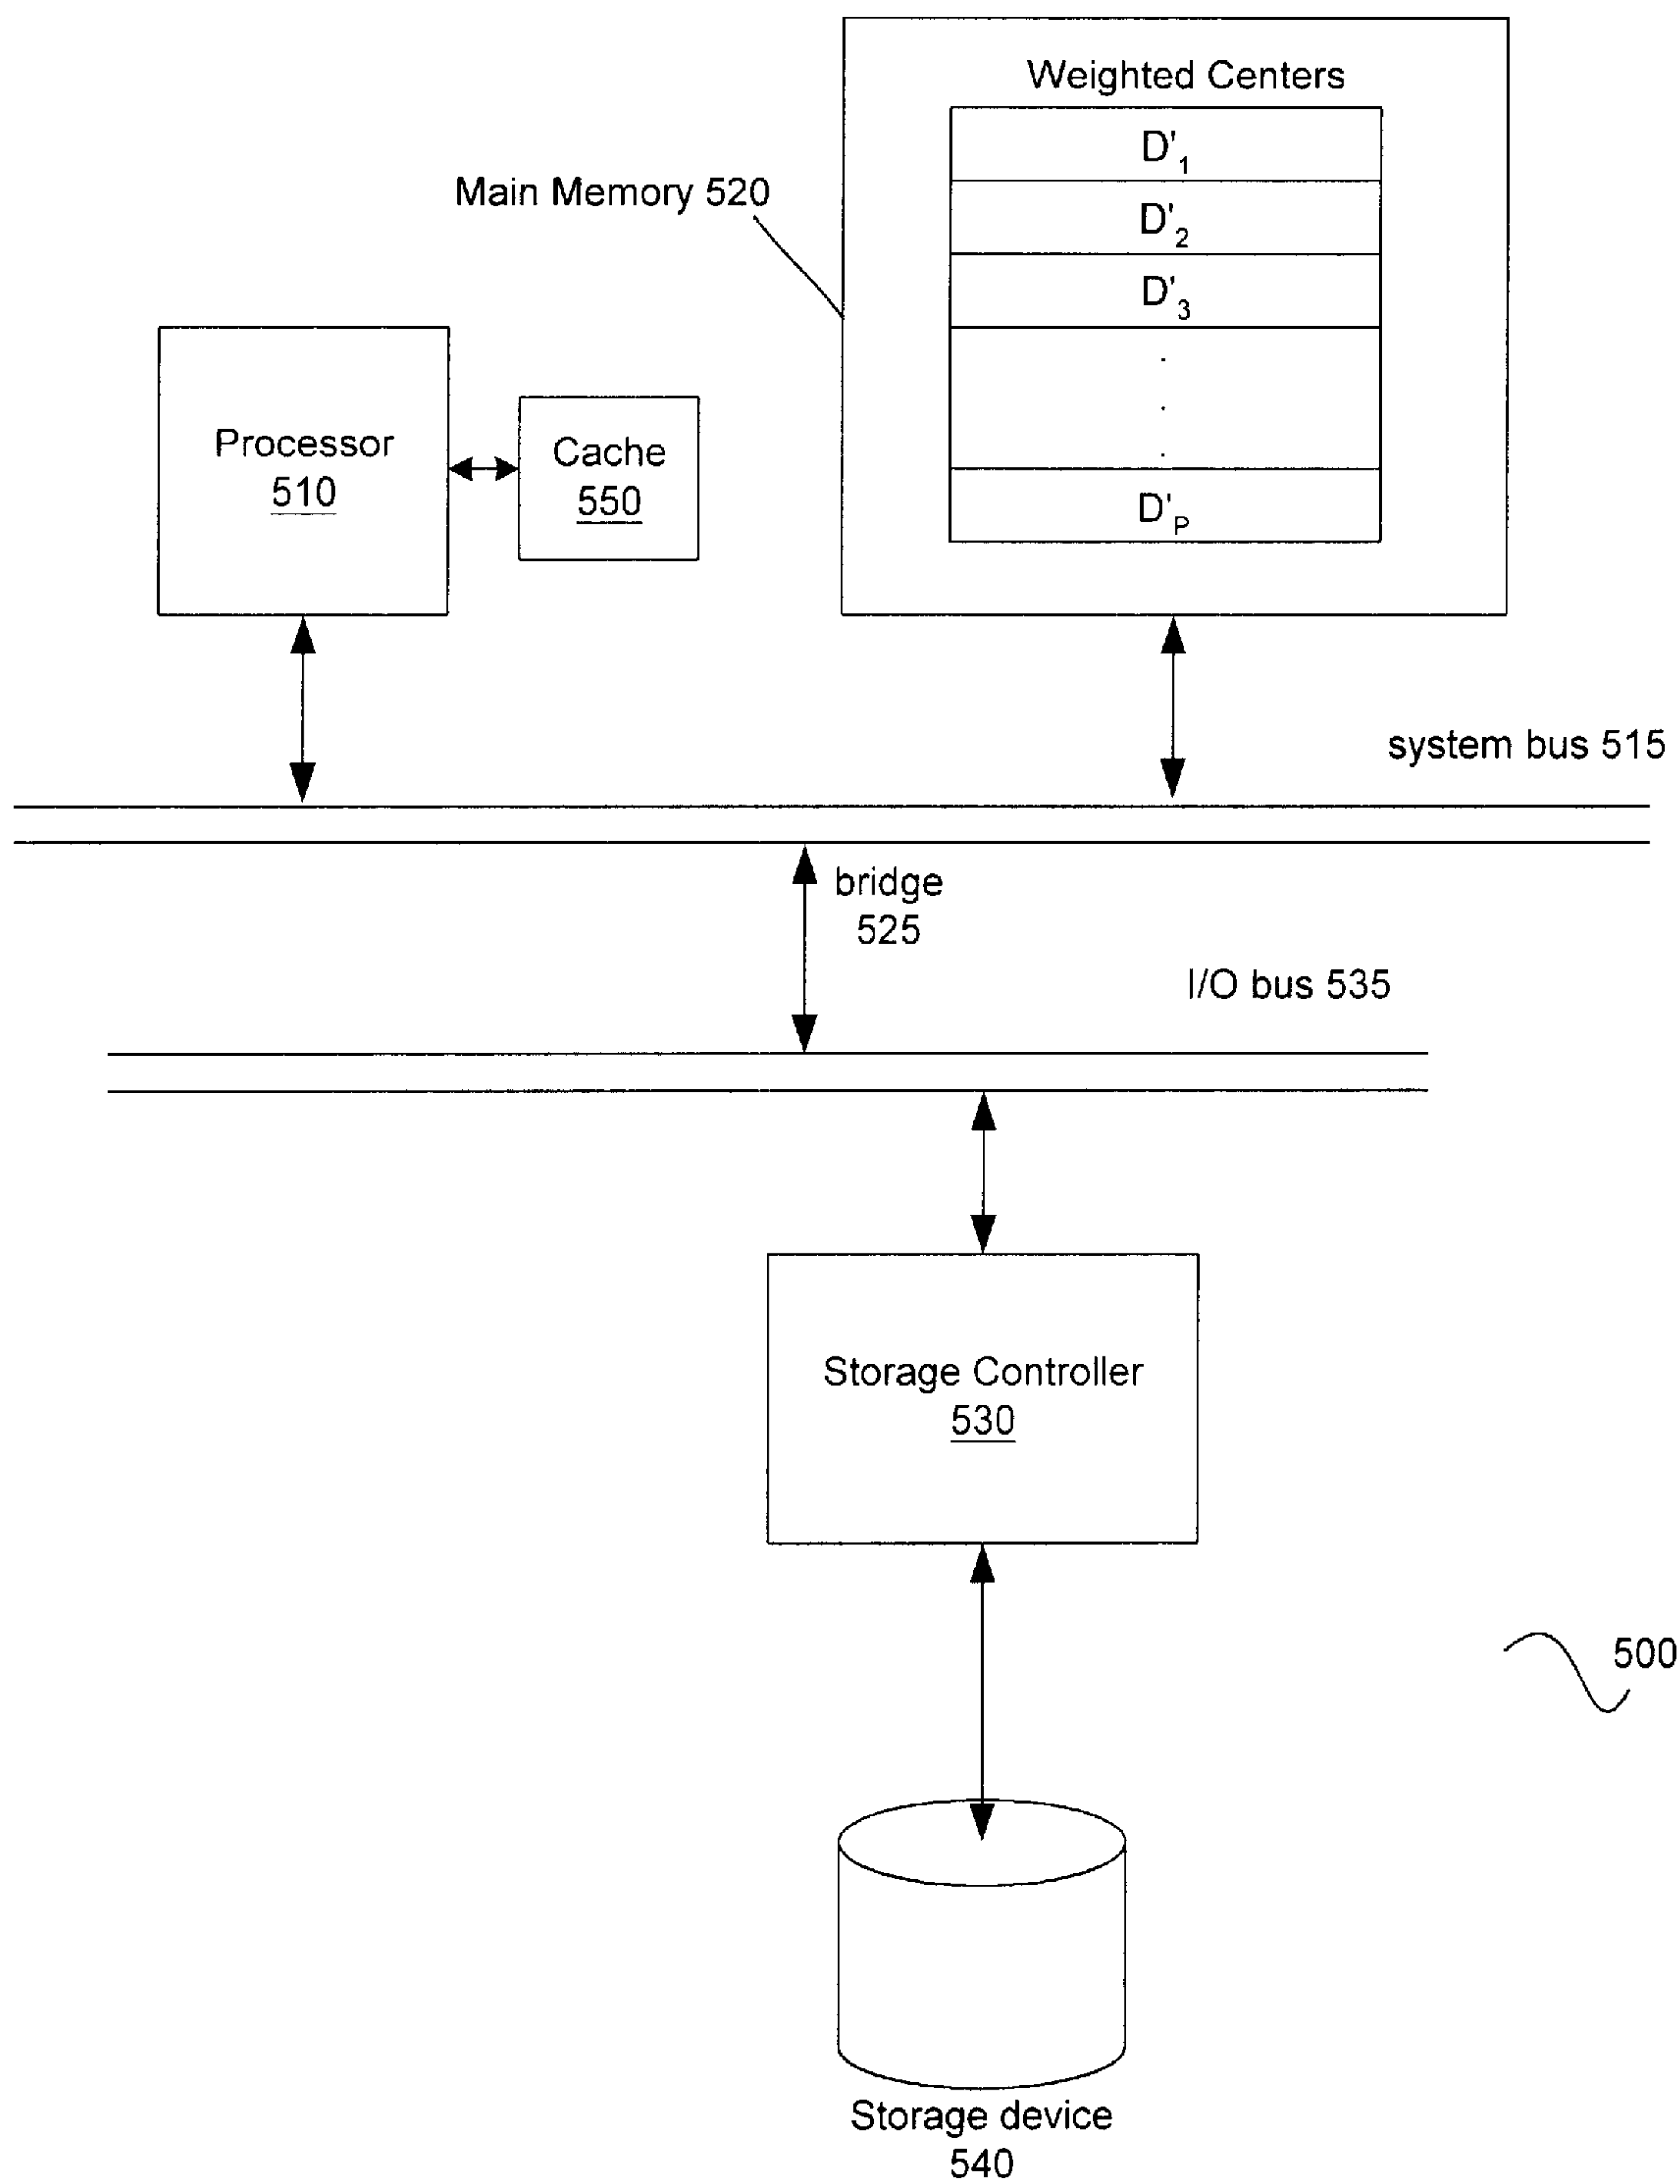 Weighted Centers
D'1
D'2
D'3
.
.
.
D'P
Main Memory 520
Processor
510
Cache
550
system bus 515
bridge
525
I/O bus 535
Storage Controller
530
500
Storage device
540